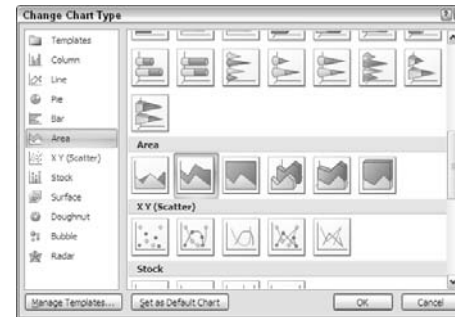 Change Chart Type
Templates
Column
Line
Pie
Bar
Area
X Y (Scatter)
Stock
Surface
Doughnut
Bubble
Radar
Area
X Y (Scatter)
Stock
Manage Templates...
Set as Default Chart
OK
Cancel